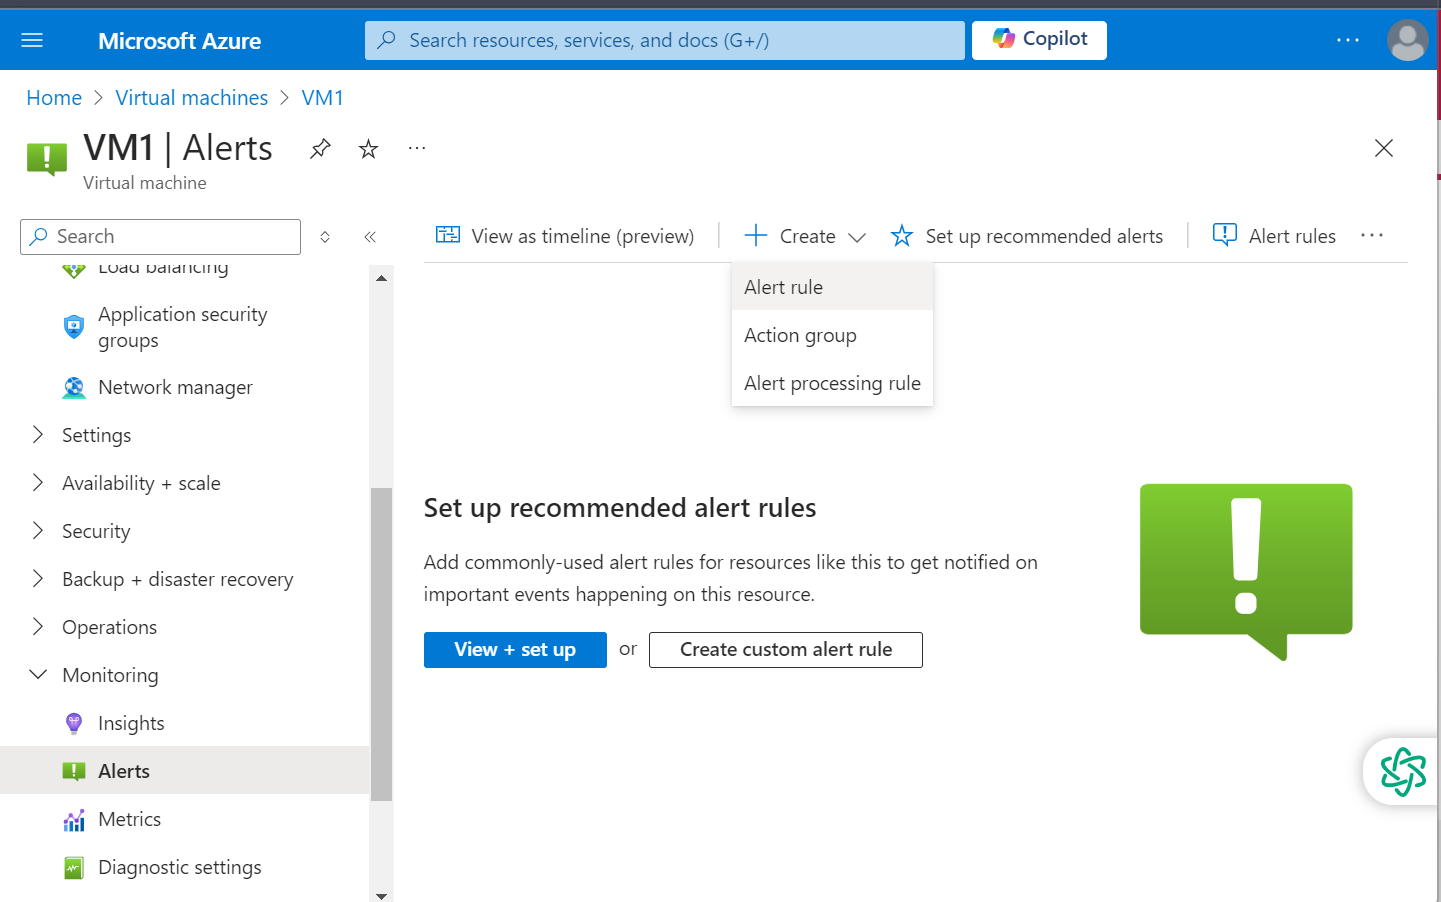 Microsoft Azure
Search resources, services, and docs (G+/)
Copilot
Home > Virtual machines > VM1
VM1 | Alerts
Virtual machine
Search
View as timeline (preview)
Create
Set up recommended alerts
Alert rules
Alert rule
Action group
Alert processing rule
Load balancing
Application security
groups
Network manager
Settings
Availability + scale
Security
Backup + disaster recovery
Operations
Monitoring
Insights
Alerts
Metrics
Diagnostic settings
Set up recommended alert rules
Add commonly-used alert rules for resources like this to get notified on
important events happening on this resource.
View + set up
or
Create custom alert rule